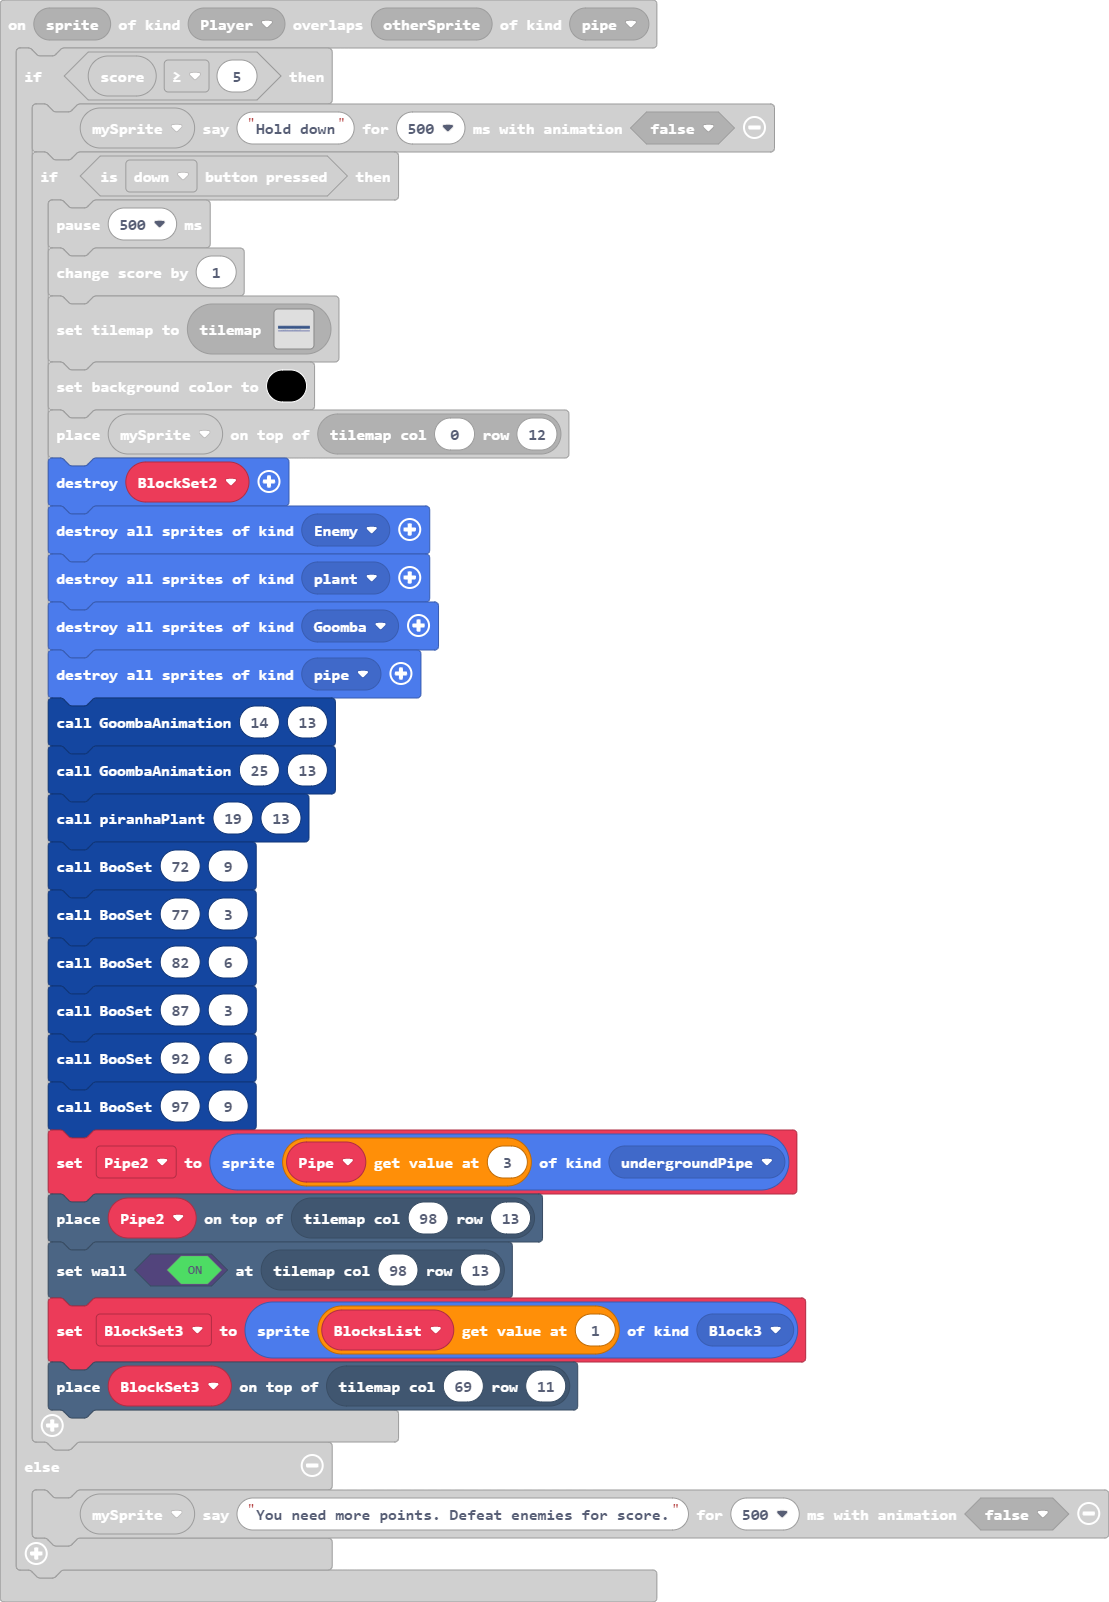 on sprite of kind Player overlaps otherSprite of kind pipe
if score ≥ 5 then
mySprite say "Hold down" for 500 ms with animation false
if is down button pressed then
pause 500 ms
change score by 1
set tilemap to tilemap
set background color to
place mySprite on top of tilemap col 0 row 12
destroy BlockSet2
destroy all sprites of kind Enemy
destroy all sprites of kind plant
destroy all sprites of kind Goomba
destroy all sprites of kind pipe
call GoombaAnimation 14 13
call GoombaAnimation 25 13
call piranhaPlant 19 13
call BooSet 72 9
call BooSet 77 3
call BooSet 82 6
call BooSet 87 3
call BooSet 92 6
call BooSet 97 9
set Pipe2 to sprite Pipe get value at 3 of kind undergroundPipe
place Pipe2 on top of tilemap col 98 row 13
set wall ON at tilemap col 98 row 13
set BlockSet3 to sprite BlocksList get value at 1 of kind Block3
place BlockSet3 on top of tilemap col 69 row 11
else
mySprite say "You need more points. Defeat enemies for score." for 500 ms with animation false